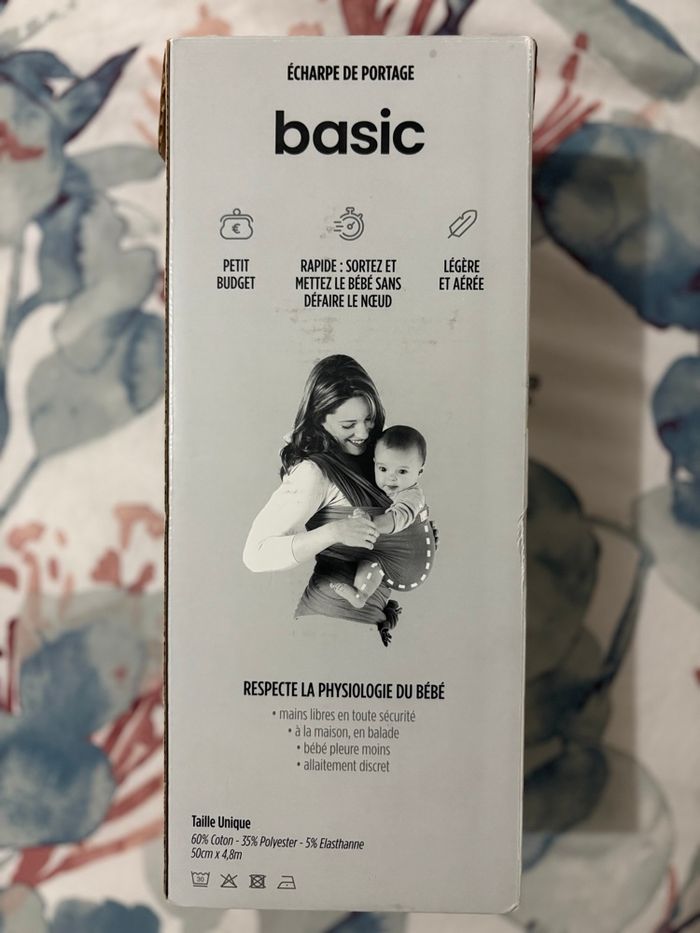 ÉCHARPE DE PORTAGE
basic
€
PETIT
BUDGET
RAPIDE : SORTEZ ET
METTEZ LE BÉBÉ SANS
DÉFAIRE LE NŒUD
LÉGÈRE
ET AÉRÉE
RESPECTE LA PHYSIOLOGIE DU BÉBÉ
• mains libres en toute sécurité
• à la maison, en balade
• bébé pleure moins
• allaitement discret
Taille Unique
60% Coton - 35% Polyester - 5% Elasthanne
50cm x 4,8m
30